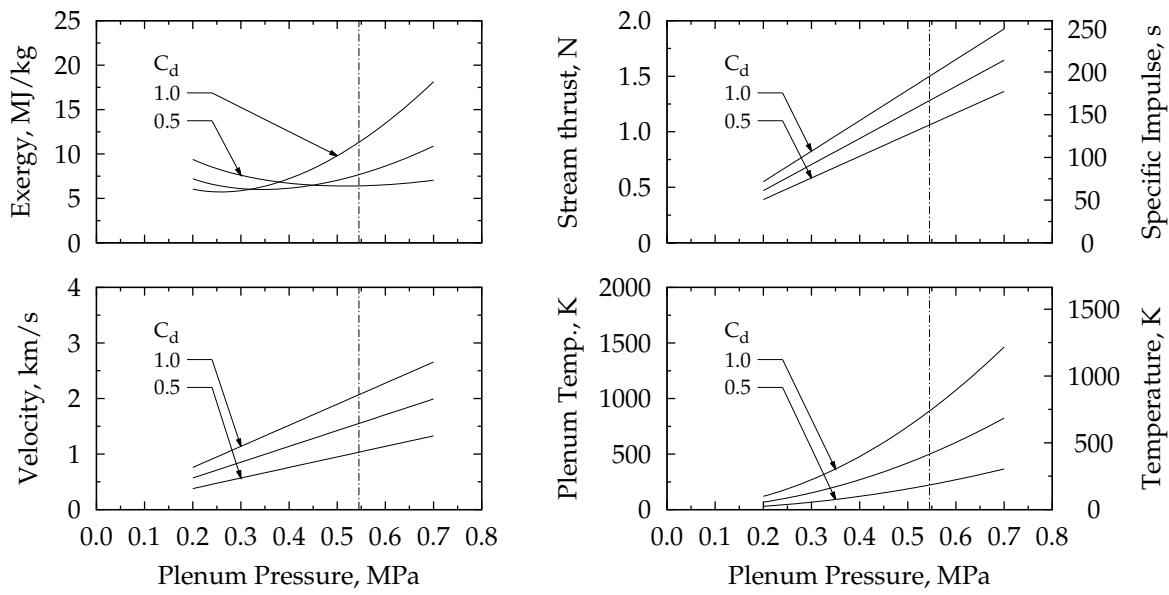 Exergy, MJ/kg
25
20
15
10
5
0
C_d
1.0
0.5
Stream thrust, N
2.0
1.5
1.0
0.5
0
C_d
1.0
0.5
250
200
150
100
50
0
Specific Impulse, s
Velocity, km/s
4
3
2
1
0
C_d
1.0
0.5
0.0 0.1 0.2 0.3 0.4 0.5 0.6 0.7 0.8
Plenum Pressure, MPa
Plenum Temp., K
2000
1500
1000
500
250
0
C_d
1.0
0.5
1500
1000
500
0
Temperature, K
0.0 0.1 0.2 0.3 0.4 0.5 0.6 0.7 0.8
Plenum Pressure, MPa